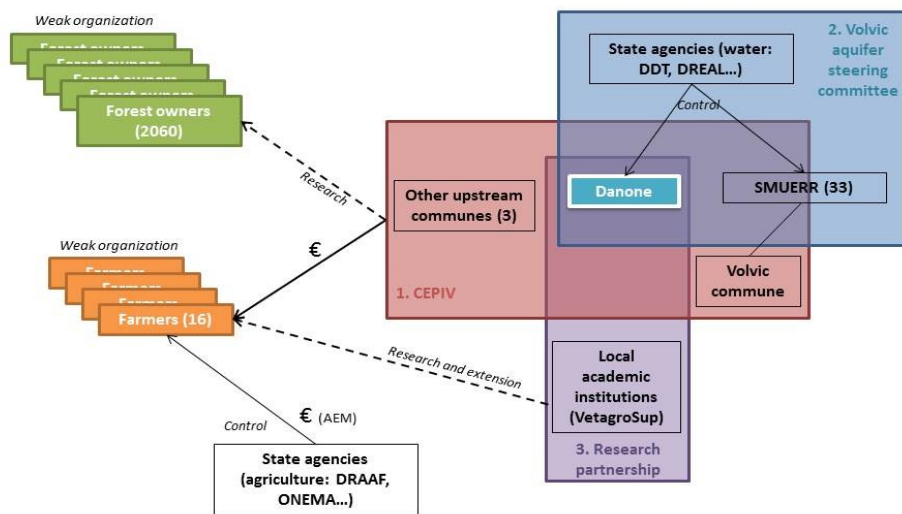 Weak organization
Forest owners
Forest owners
Forest owners
Forest owners
Forest owners
(2060)
Research
€
Weak organization
Farmers
Farmers
Farmers
Farmers (16)
Research and extension
€ (AEM)
Control
State agencies
(agriculture: DRAAF,
ONEMA...)
State agencies (water:
DDT, DREAL...)
2. Volvic
aquifer
steering
committee
Control
Other upstream
communes (3)
Danone
SMUERR (33)
Volvic
commune
1. CEPIV
Local
academic
institutions
(VetagroSup)
3. Research
partnership